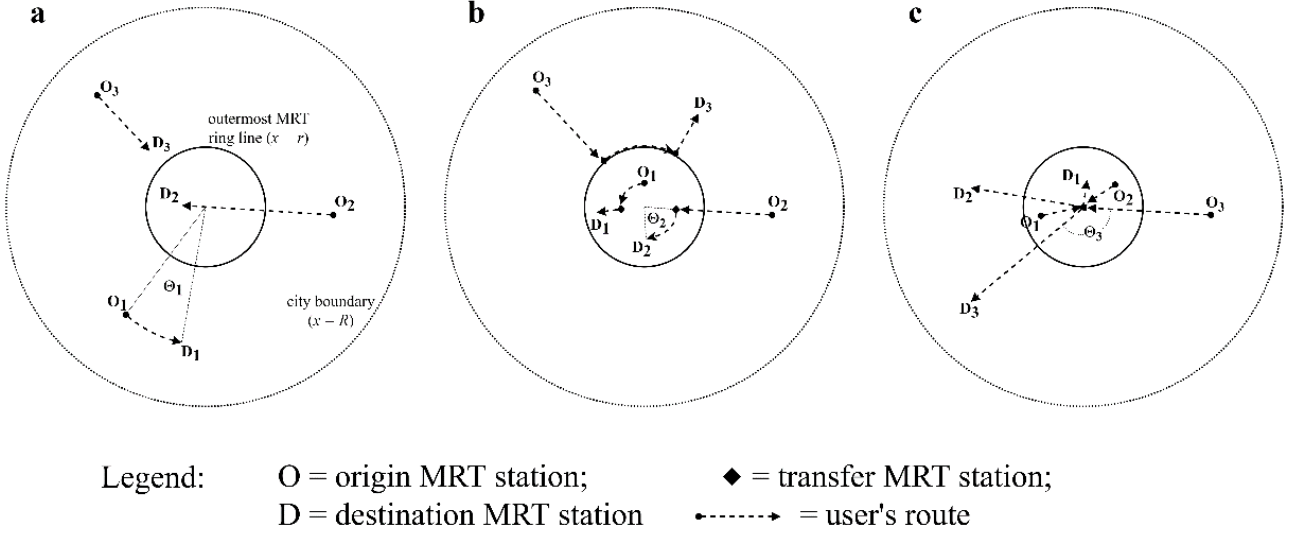 a
b
c
O3
D3
outermost MRT
ring line (x r)
D2
O2
Θ1
O1
D1
city boundary
(x – R)
O3
D3
O1
D1
Θ2
D2
O2
D1
O2
D2
O1
O3
Θ3
D3
Legend:
O = origin MRT station;
◆ = transfer MRT station;
D = destination MRT station
= user's route